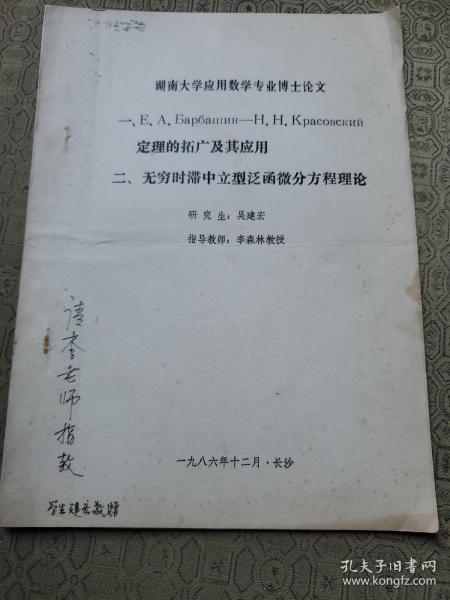 湖南大学应用数学专业博士论文
一、Е. А. Барбашин—Н. Н. Красовский
定理的拓广及其应用
二、无穷时滞中立型泛函微分方程理论
研究生：吴建宏
指导教师：李森林教授
请李老师指教
学生建宏敬赠
一九八六年十二月·长沙
孔夫子旧书网
www.kongfz.com